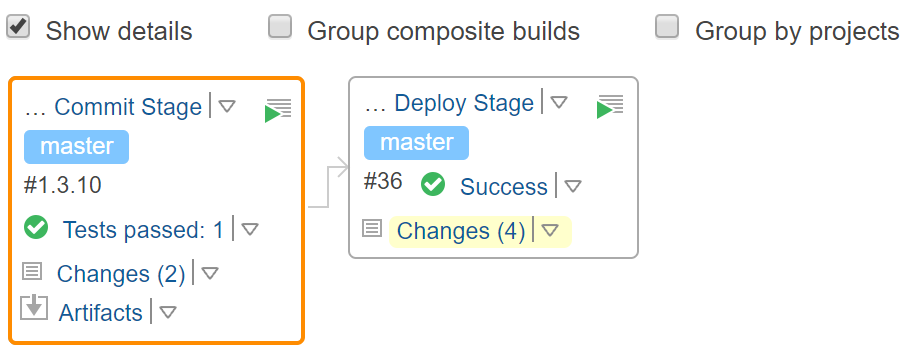 Show details
Group composite builds
Group by projects
... Commit Stage
master
#1.3.10
Tests passed: 1
Changes (2)
Artifacts
... Deploy Stage
master
#36 Success
Changes (4)